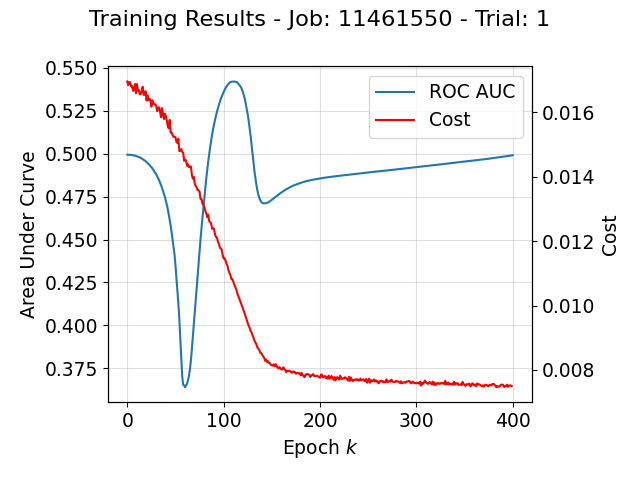 Training Results - Job: 11461550 - Trial: 1
0.550
0.525
0.500
0.475
0.450
0.425
0.400
0.375
Area Under Curve
ROC AUC
Cost
0.016
0.014
0.012
0.010
0.008
Cost
0 100 200 300 400
Epoch k